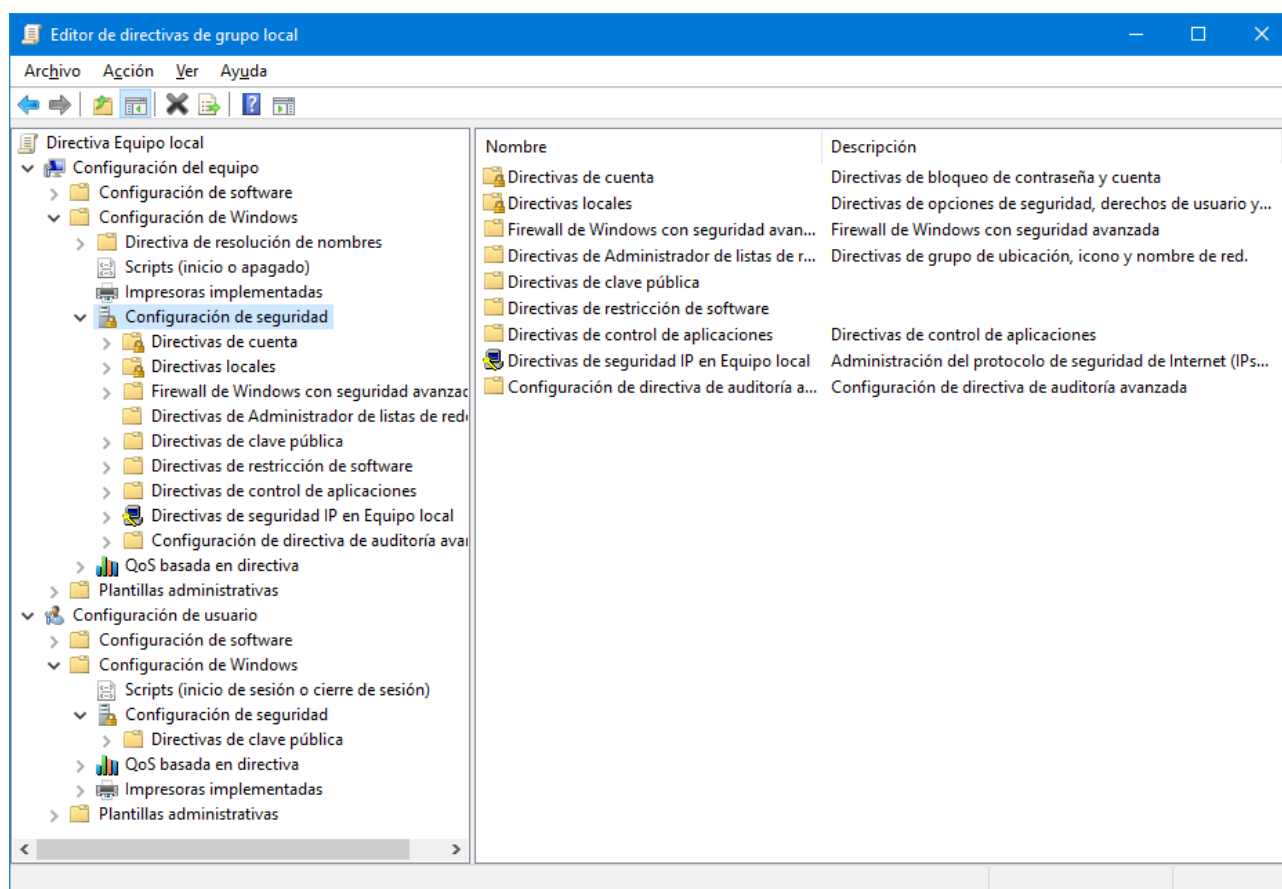 Editor de directivas de grupo local
Archivo Acción Ver Ayuda
Directiva Equipo local
Configuración del equipo
Configuración de software
Configuración de Windows
Directiva de resolución de nombres
Scripts (inicio o apagado)
Impresoras implementadas
Configuración de seguridad
Directivas de cuenta
Directivas locales
Firewall de Windows con seguridad avanzac
Directivas de Administrador de listas de red
Directivas de clave pública
Directivas de restricción de software
Directivas de control de aplicaciones
Directivas de seguridad IP en Equipo local
Configuración de directiva de auditoría ava
QoS basada en directiva
Plantillas administrativas
Configuración de usuario
Configuración de software
Configuración de Windows
Scripts (inicio de sesión o cierre de sesión)
Configuración de seguridad
Directivas de clave pública
QoS basada en directiva
Impresoras implementadas
Plantillas administrativas
Nombre Descripción
Directivas de cuenta Directivas de bloqueo de contraseña y cuenta
Directivas locales Directivas de opciones de seguridad, derechos de usuario y...
Firewall de Windows con seguridad avan... Firewall de Windows con seguridad avanzada
Directivas de Administrador de listas de r... Directivas de grupo de ubicación, icono y nombre de red.
Directivas de clave pública
Directivas de restricción de software
Directivas de control de aplicaciones Directivas de control de aplicaciones
Directivas de seguridad IP en Equipo local Administración del protocolo de seguridad de Internet (IPs...
Configuración de directiva de auditoría a... Configuración de directiva de auditoría avanzada